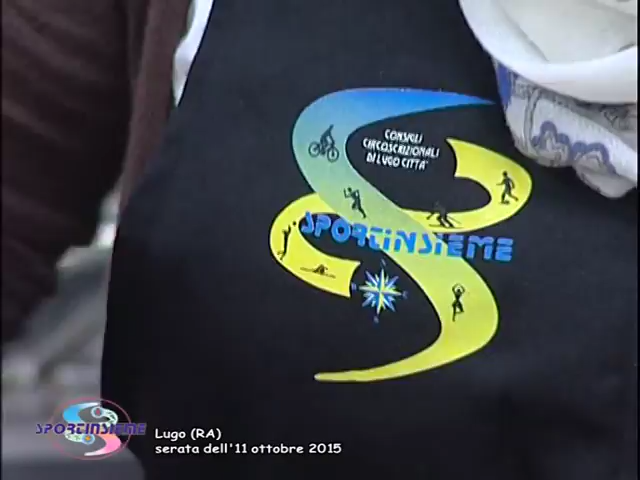 CONSIGLI
CIRCOSCRIZIONALI
DI LUGO CITTA'
SPORTINSIEME
SPORTINSIEME
Lugo (RA)
serata dell'11 ottobre 2015